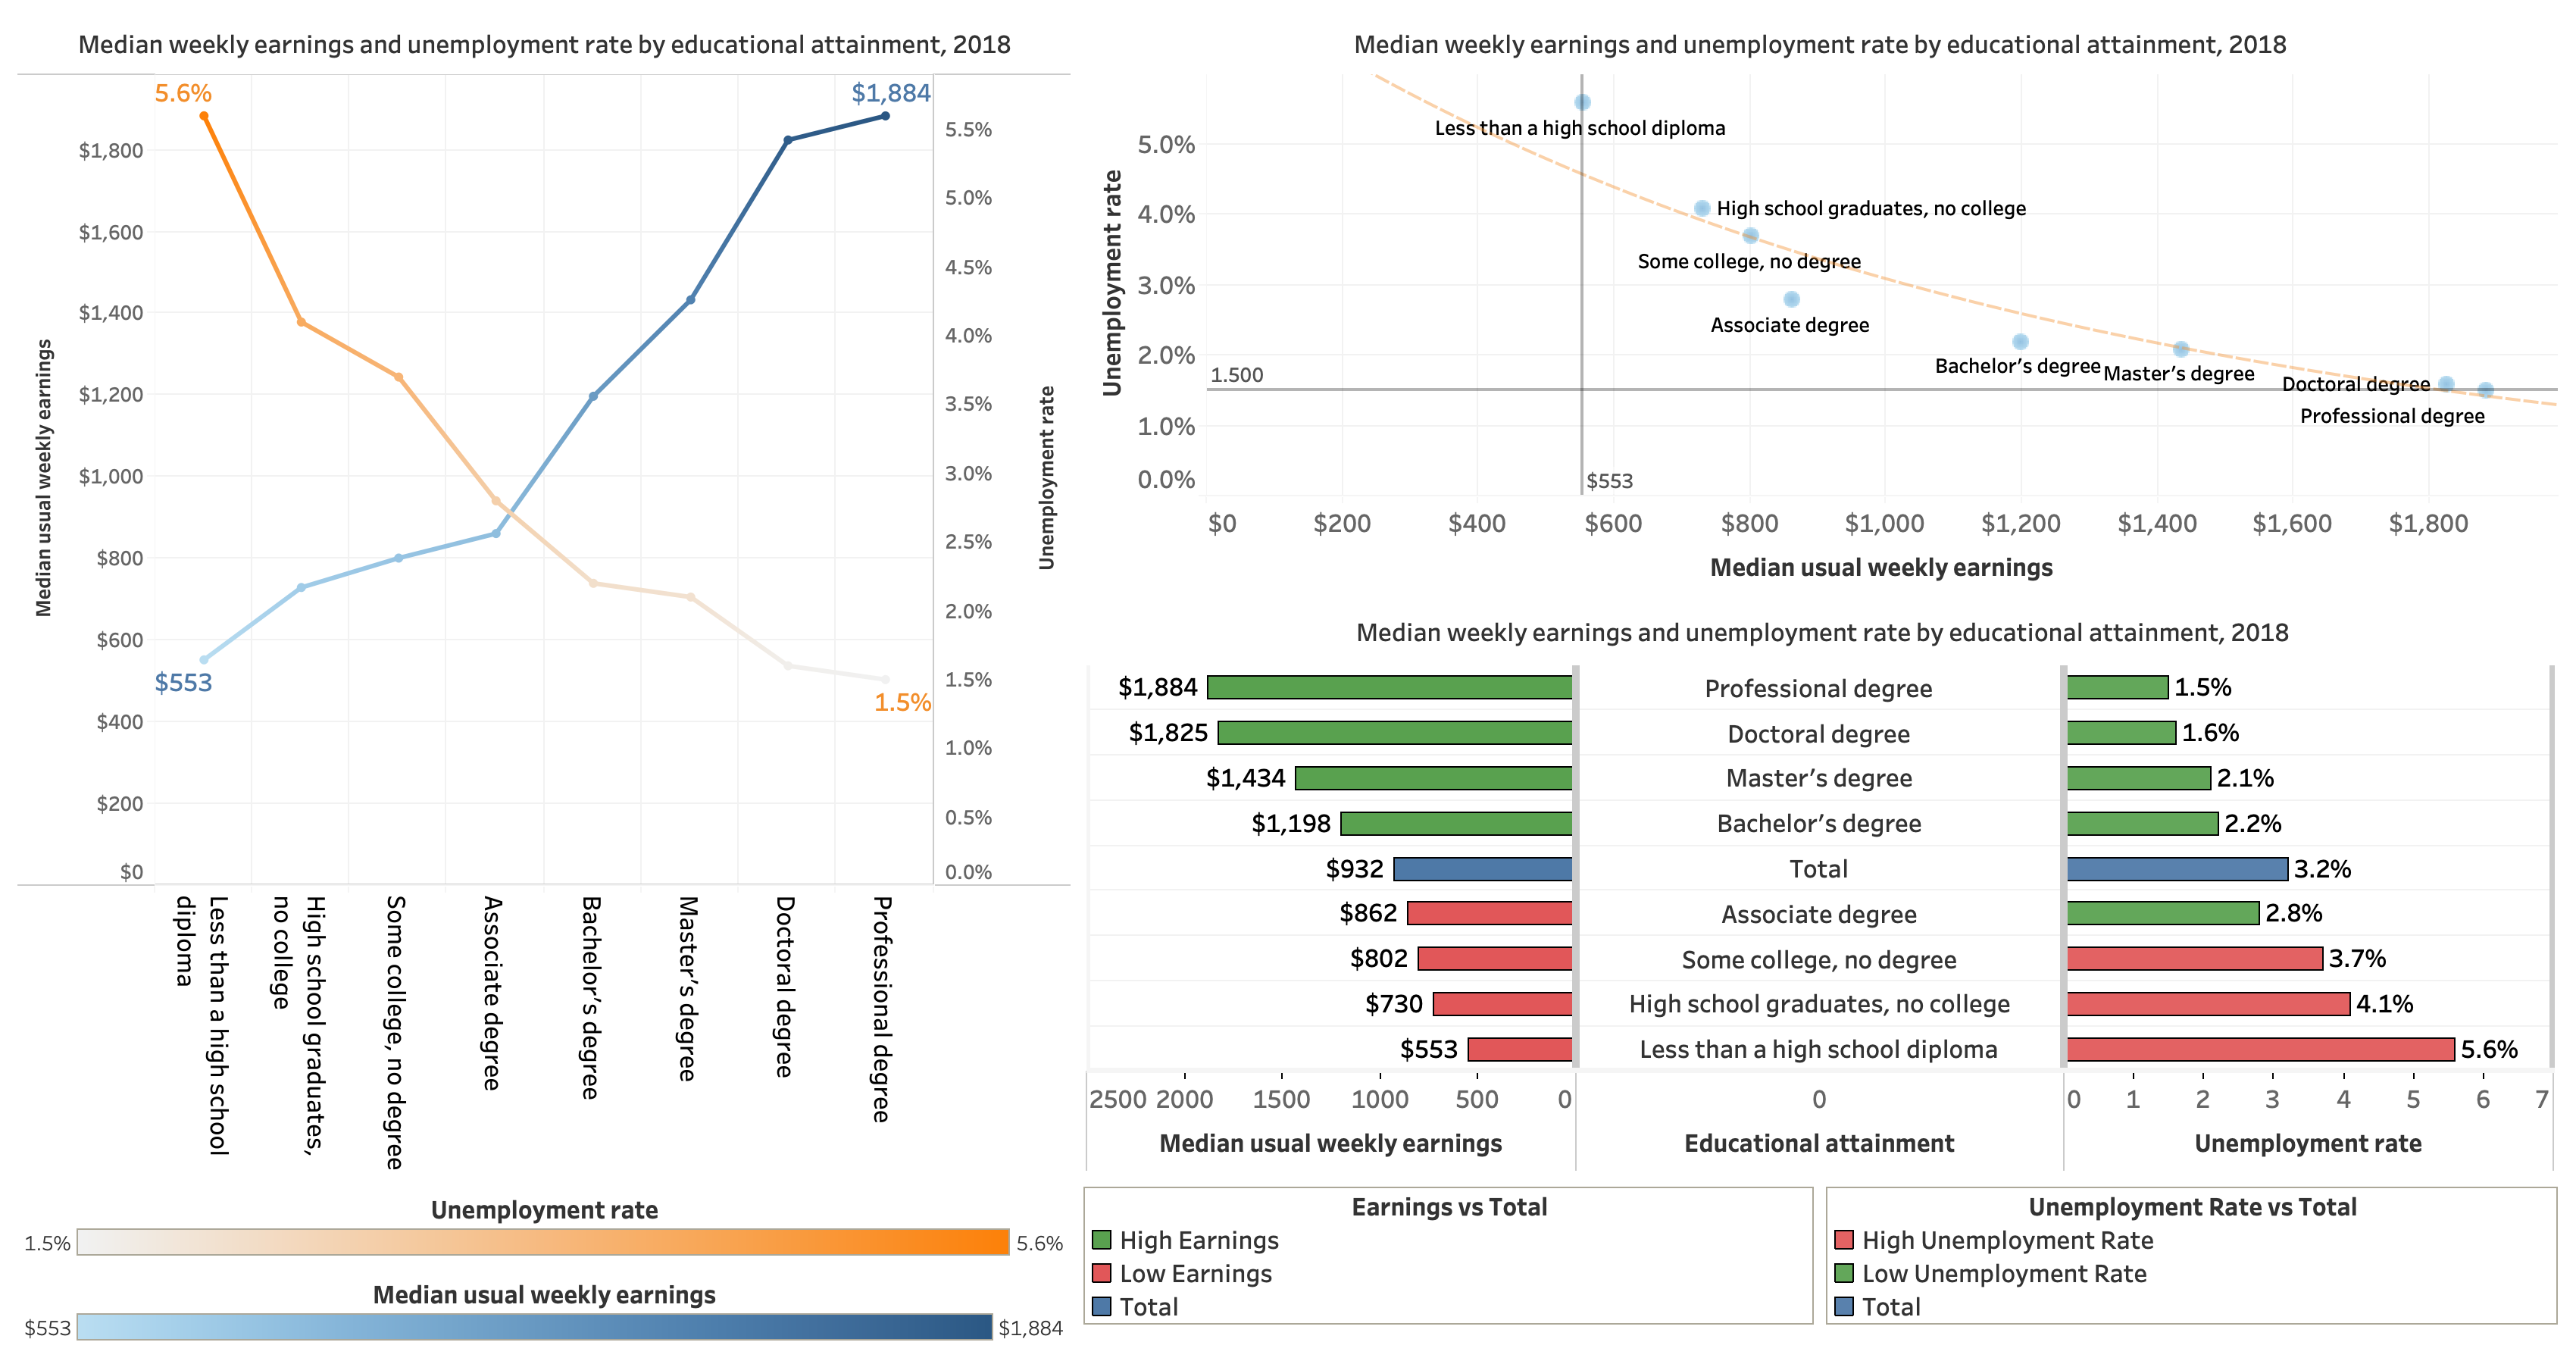 Median weekly earnings and unemployment rate by educational attainment, 2018
5.6%
$1,884
$1,800
$1,600
$1,400
$1,200
$1,000
$800
$600
$400
$200
$0
$553
1.5%
Median usual weekly earnings
5.5%
5.0%
4.5%
4.0%
3.5%
3.0%
2.5%
2.0%
1.5%
1.0%
0.5%
0.0%
Unemployment rate
Less than a high school
diploma
High school graduates,
no college
Some college, no degree
Associate degree
Bachelor’s degree
Master’s degree
Doctoral degree
Professional degree
Unemployment rate
1.5%
5.6%
Median usual weekly earnings
$553
$1,884
Median weekly earnings and unemployment rate by educational attainment, 2018
Unemployment rate
5.0%
4.0%
3.0%
2.0%
1.0%
0.0%
Less than a high school diploma
High school graduates, no college
Some college, no degree
Associate degree
Bachelor’s degree
Master’s degree
Doctoral degree
Professional degree
1.500
$553
$0 $200 $400 $600 $800 $1,000 $1,200 $1,400 $1,600 $1,800
Median usual weekly earnings
Median weekly earnings and unemployment rate by educational attainment, 2018
$1,884 Professional degree 1.5%
$1,825 Doctoral degree 1.6%
$1,434 Master’s degree 2.1%
$1,198 Bachelor’s degree 2.2%
$932 Total 3.2%
$862 Associate degree 2.8%
$802 Some college, no degree 3.7%
$730 High school graduates, no college 4.1%
$553 Less than a high school diploma 5.6%
2500 2000 1500 1000 500 0 0 0 1 2 3 4 5 6 7
Median usual weekly earnings Educational attainment Unemployment rate
Earnings vs Total
High Earnings
Low Earnings
Total
Unemployment Rate vs Total
High Unemployment Rate
Low Unemployment Rate
Total